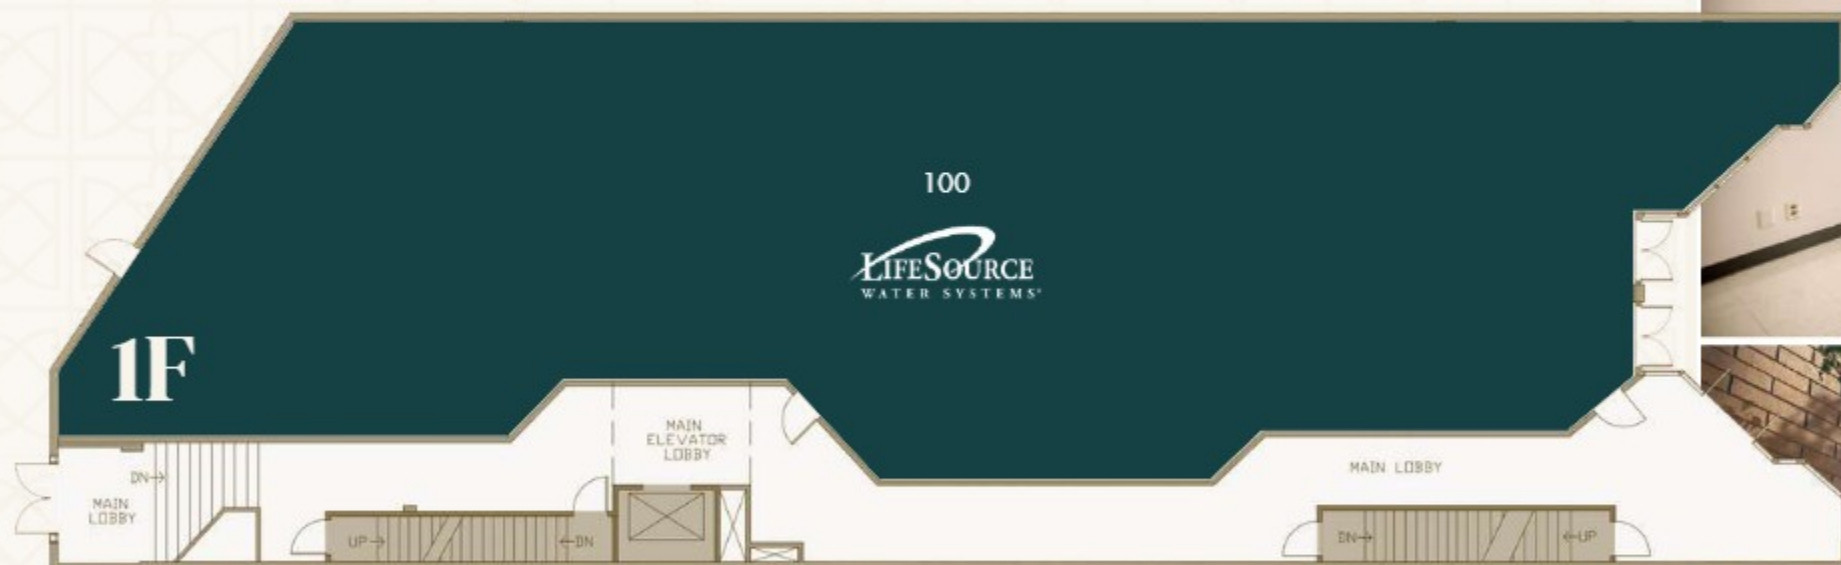 100
LIFESOURCE
WATER SYSTEMS®
1F
MAIN
ELEVATOR
LOBBY
MAIN LOBBY
DN→
MAIN
LOBBY
UP→
←DN
DN→
←UP